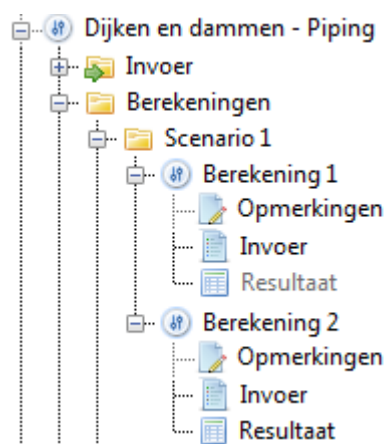 Dijken en dammen - Piping
Invoer
Berekeningen
Scenario 1
Berekening 1
Opmerkingen
Invoer
Resultaat
Berekening 2
Opmerkingen
Invoer
Resultaat